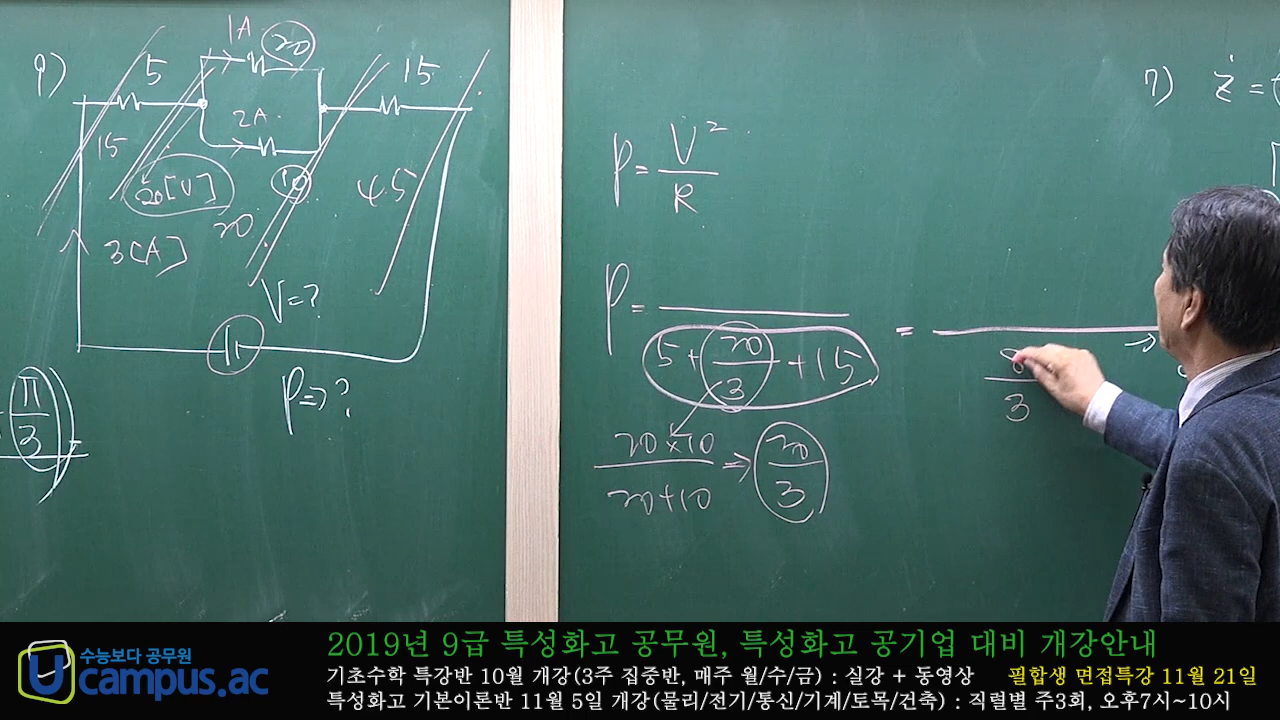 9)
5
1A
20
15
2A
10
15
20[V]
20
45
3[A]
V=?
P=>?
π
3
P = V²
R
P =
5 + 20/3 + 15
20×10
20+10
⇒ 20
3
=
3
7) Ż =
수능보다 공무원
Ucampus.ac
2019년 9급 특성화고 공무원, 특성화고 공기업 대비 개강안내
기초수학 특강반 10월 개강(3주 집중반, 매주 월/수/금) : 실강 + 동영상 필합생 면접특강 11월 21일
특성화고 기본이론반 11월 5일 개강(물리/전기/통신/기계/토목/건축) : 직렬별 주3회, 오후7시~10시